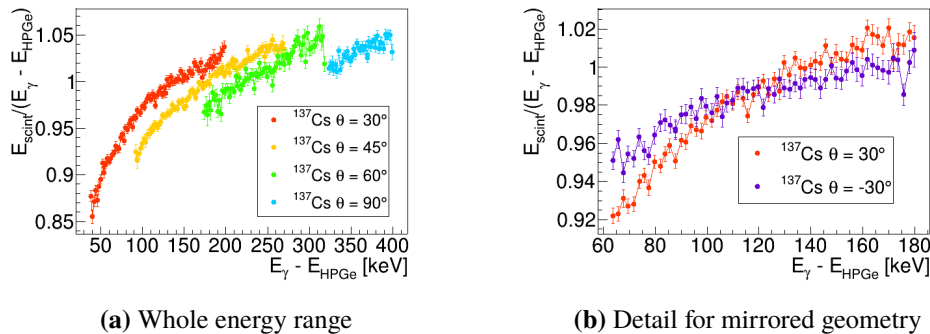 E_scint/(E_γ - E_HPGe)
1.05
1
0.95
0.9
0.85
¹³⁷Cs θ = 30°
¹³⁷Cs θ = 45°
¹³⁷Cs θ = 60°
¹³⁷Cs θ = 90°
50 100 150 200 250 300 350 400
E_γ - E_HPGe [keV]
(a) Whole energy range
E_scint/(E_γ - E_HPGe)
1.02
1
0.98
0.96
0.94
0.92
¹³⁷Cs θ = 30°
¹³⁷Cs θ = -30°
60 80 100 120 140 160 180
E_γ - E_HPGe [keV]
(b) Detail for mirrored geometry